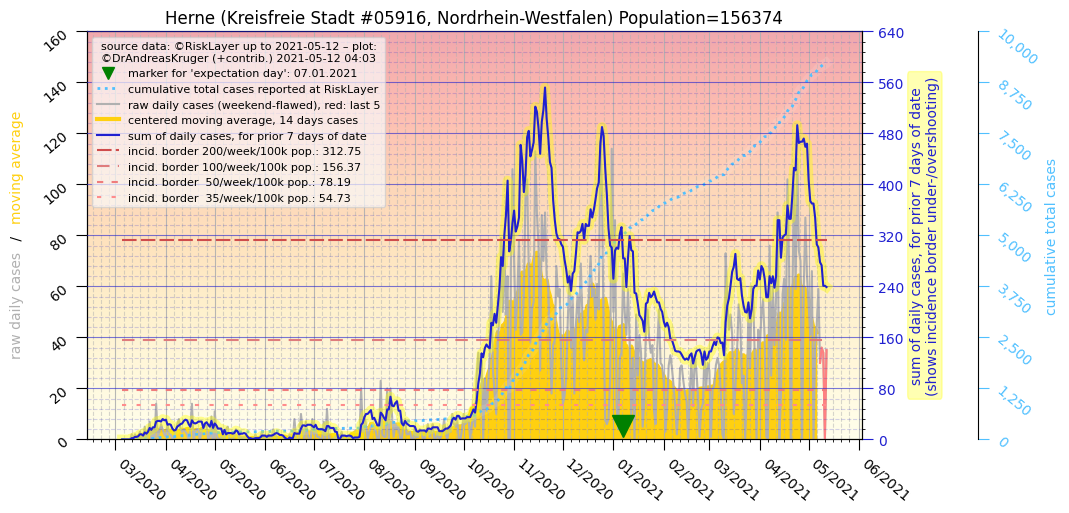 Herne (Kreisfreie Stadt #05916, Nordrhein-Westfalen) Population=156374
source data: ©RiskLayer up to 2021-05-12 – plot:
©DrAndreasKruger (+contrib.) 2021-05-12 04:03
marker for 'expectation day': 07.01.2021
cumulative total cases reported at RiskLayer
raw daily cases (weekend-flawed), red: last 5
centered moving average, 14 days cases
sum of daily cases, for prior 7 days of date
incid. border 200/week/100k pop.: 312.75
incid. border 100/week/100k pop.: 156.37
incid. border  50/week/100k pop.: 78.19
incid. border  35/week/100k pop.: 54.73
raw daily cases / moving average
160
140
120
100
80
60
40
20
0
03/2020
04/2020
05/2020
06/2020
07/2020
08/2020
09/2020
10/2020
11/2020
12/2020
01/2021
02/2021
03/2021
04/2021
05/2021
06/2021
640
560
480
400
320
240
160
80
0
sum of daily cases, for prior 7 days of date
(shows incidence border under-/overshooting)
10,000
8,750
7,500
6,250
5,000
3,750
2,500
1,250
0
cumulative total cases